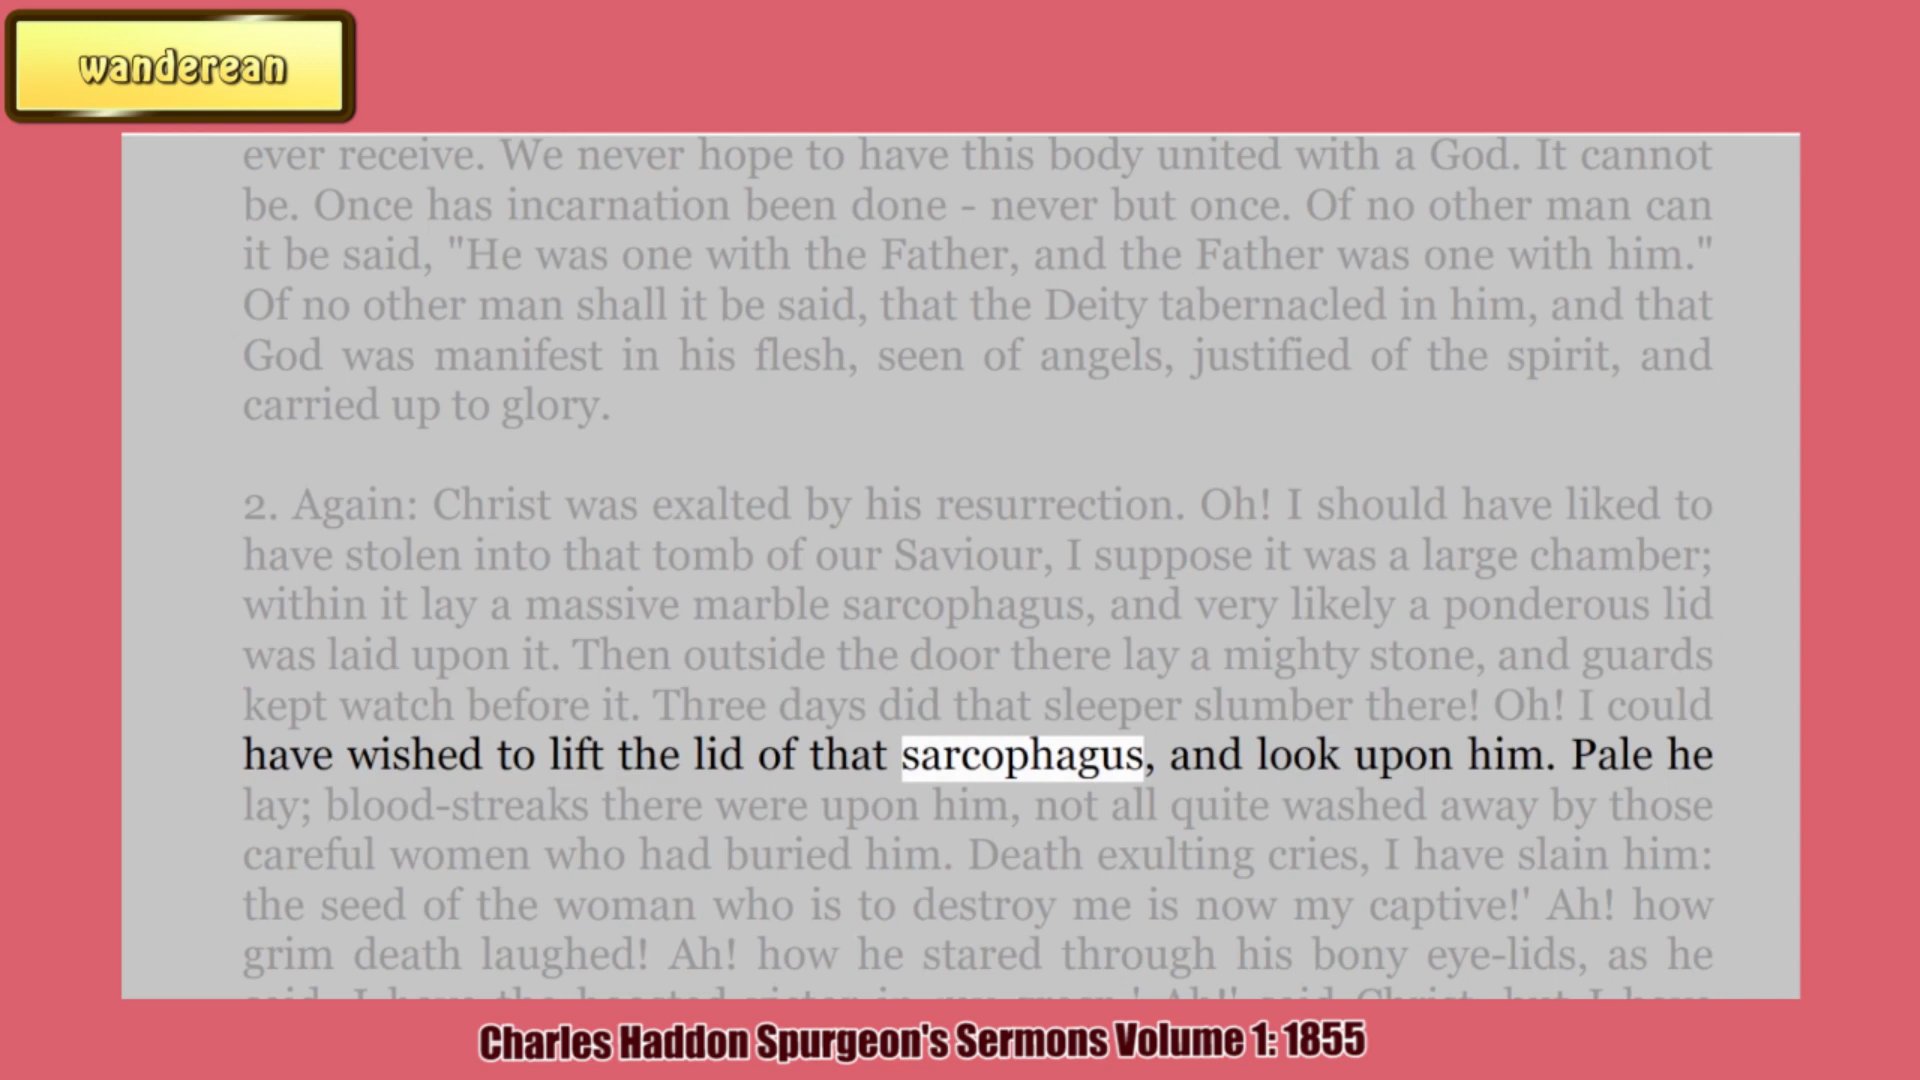 wanderean
ever receive. We never hope to have this body united with a God. It cannot
be. Once has incarnation been done - never but once. Of no other man can
it be said, "He was one with the Father, and the Father was one with him."
Of no other man shall it be said, that the Deity tabernacled in him, and that
God was manifest in his flesh, seen of angels, justified of the spirit, and
carried up to glory.
2. Again: Christ was exalted by his resurrection. Oh! I should have liked to
have stolen into that tomb of our Saviour, I suppose it was a large chamber;
within it lay a massive marble sarcophagus, and very likely a ponderous lid
was laid upon it. Then outside the door there lay a mighty stone, and guards
kept watch before it. Three days did that sleeper slumber there! Oh! I could
have wished to lift the lid of that sarcophagus, and look upon him. Pale he
lay; blood-streaks there were upon him, not all quite washed away by those
careful women who had buried him. Death exulting cries, I have slain him:
the seed of the woman who is to destroy me is now my captive!' Ah! how
grim death laughed! Ah! how he stared through his bony eye-lids, as he
Charles Haddon Spurgeon's Sermons Volume 1: 1855